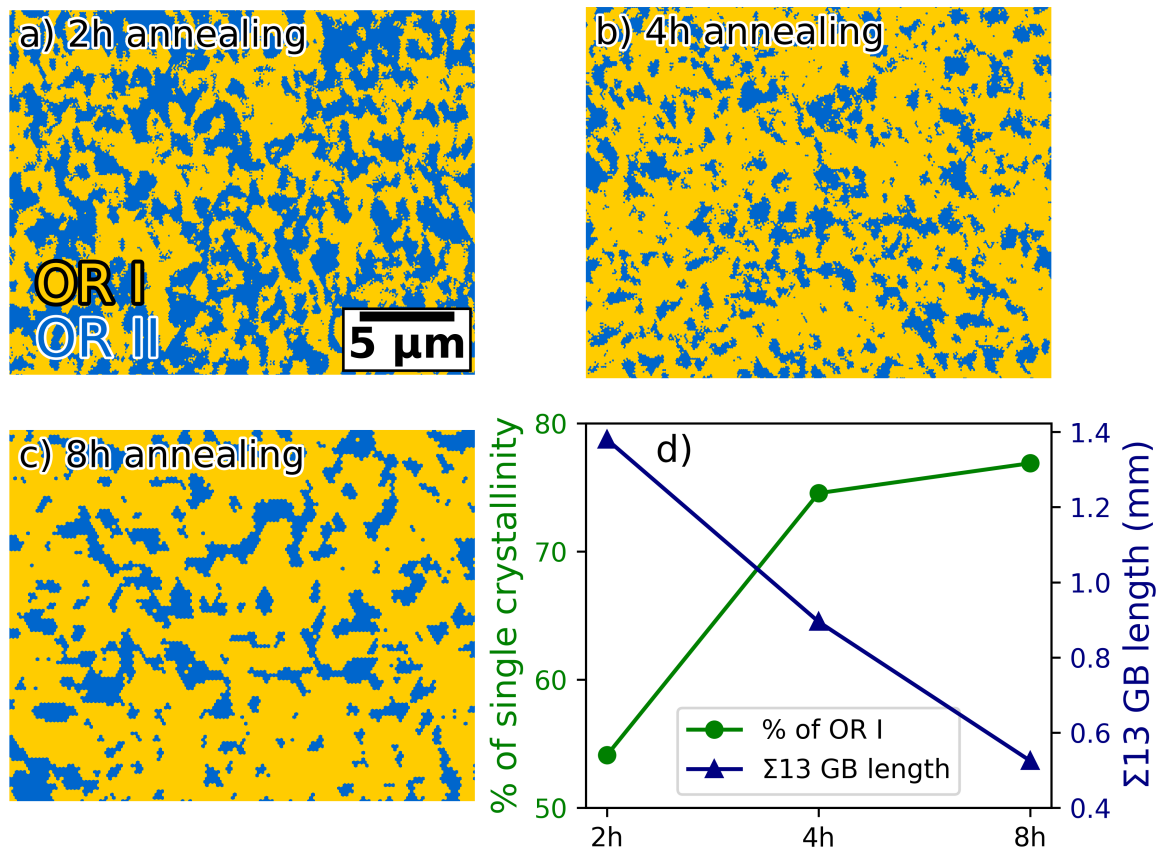 a) 2h annealing
OR I
OR II
5 μm
b) 4h annealing
c) 8h annealing
d)
% of single crystallinity
80
70
60
50
% of OR I
Σ13 GB length
2h
4h
8h
1.4
1.2
1.0
0.8
0.6
0.4
Σ13 GB length (mm)